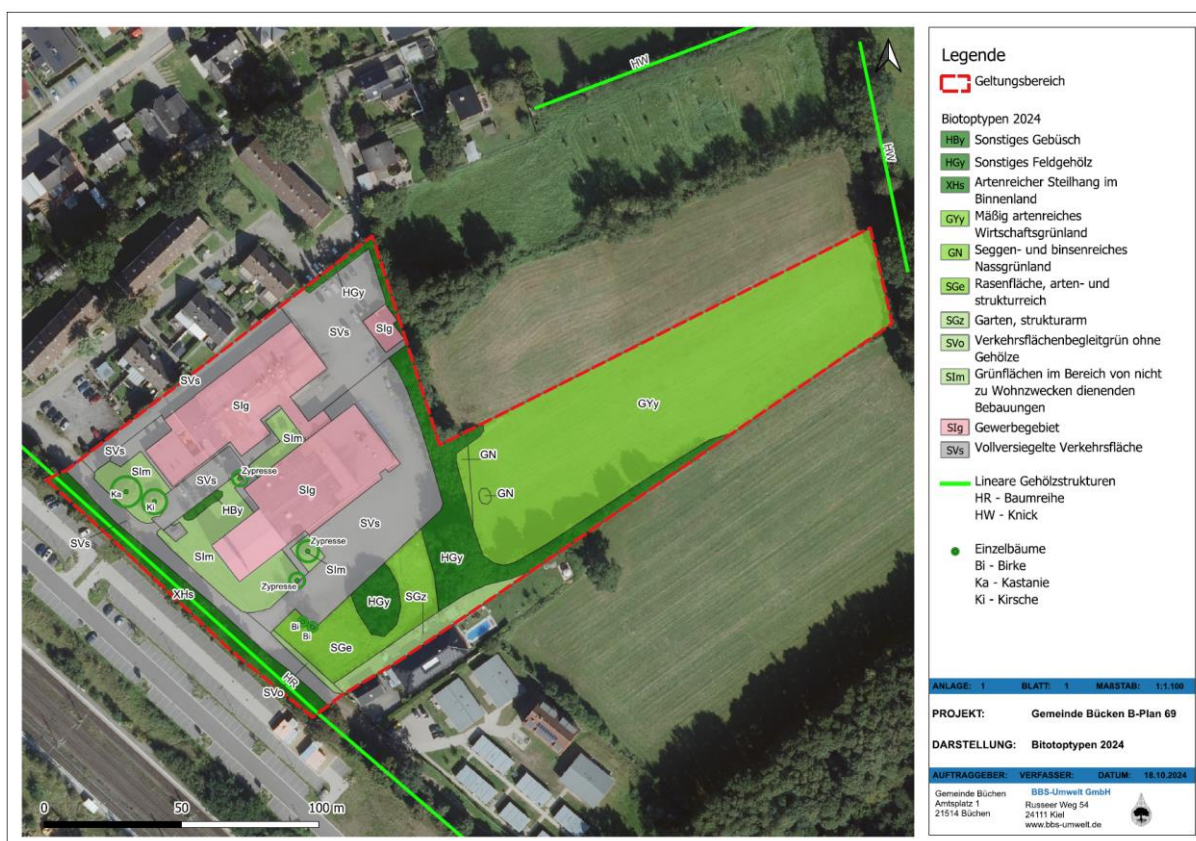 HW
HW
HGy
SVs
SIg
SVs
SIg
GYy
SVs
SIm
SIm
GN
Zypresse
SVs
Ka
Ki
SIg
GN
HBy
SVs
SVs
SIm
Zypresse
SIm
HGy
Zypresse
XHs
HGy
SGz
Bi
Bi
SGe
HR
SVo
0 50 100 m
Legende
Geltungsbereich
Biotoptypen 2024
HBy Sonstiges Gebüsch
HGy Sonstiges Feldgehölz
XHs Artenreicher Steilhang im
Binnenland
GYy Mäßig artenreiches
Wirtschaftsgrünland
GN Seggen- und binsenreiches
Nassgrünland
SGe Rasenfläche, arten- und
strukturreich
SGz Garten, strukturarm
SVo Verkehrsflächenbegleitgrün ohne
Gehölze
SIm Grünflächen im Bereich von nicht
zu Wohnzwecken dienenden
Bebauungen
SIg Gewerbegebiet
SVs Vollversiegelte Verkehrsfläche
Lineare Gehölzstrukturen
HR - Baumreihe
HW - Knick
Einzelbäume
Bi - Birke
Ka - Kastanie
Ki - Kirsche
ANLAGE: 1 BLATT: 1 MAßSTAB: 1:1.100
PROJEKT: Gemeinde Bücken B-Plan 69
DARSTELLUNG: Bitotoptypen 2024
AUFTRAGGEBER: VERFASSER: DATUM: 18.10.2024
Gemeinde Büchen
Amtsplatz 1
21514 Büchen
BBS-Umwelt GmbH
Russeer Weg 54
24111 Kiel
www.bbs-umwelt.de